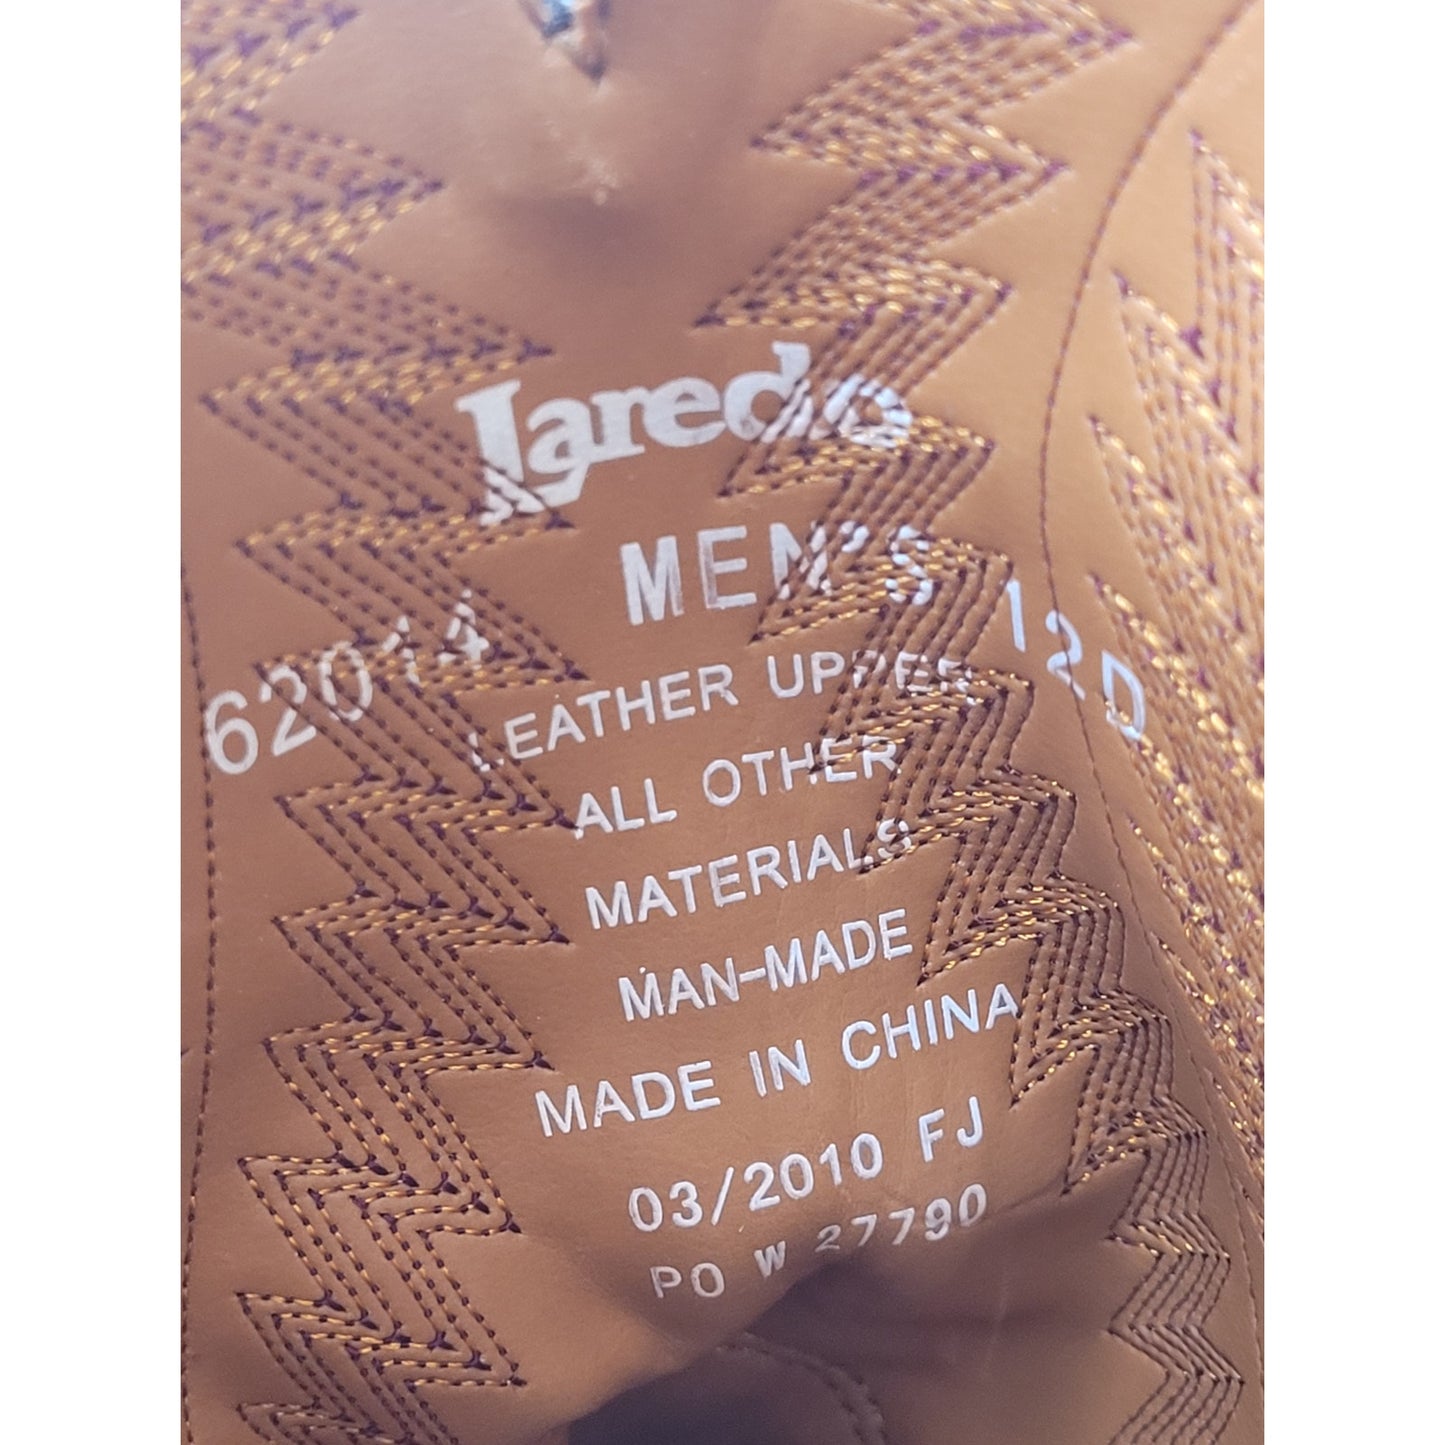 Laredo
MEN'S
62014 12D
LEATHER UPPER
ALL OTHER
MATERIALS
MAN-MADE
MADE IN CHINA
03/2010 FJ
PO W 27790